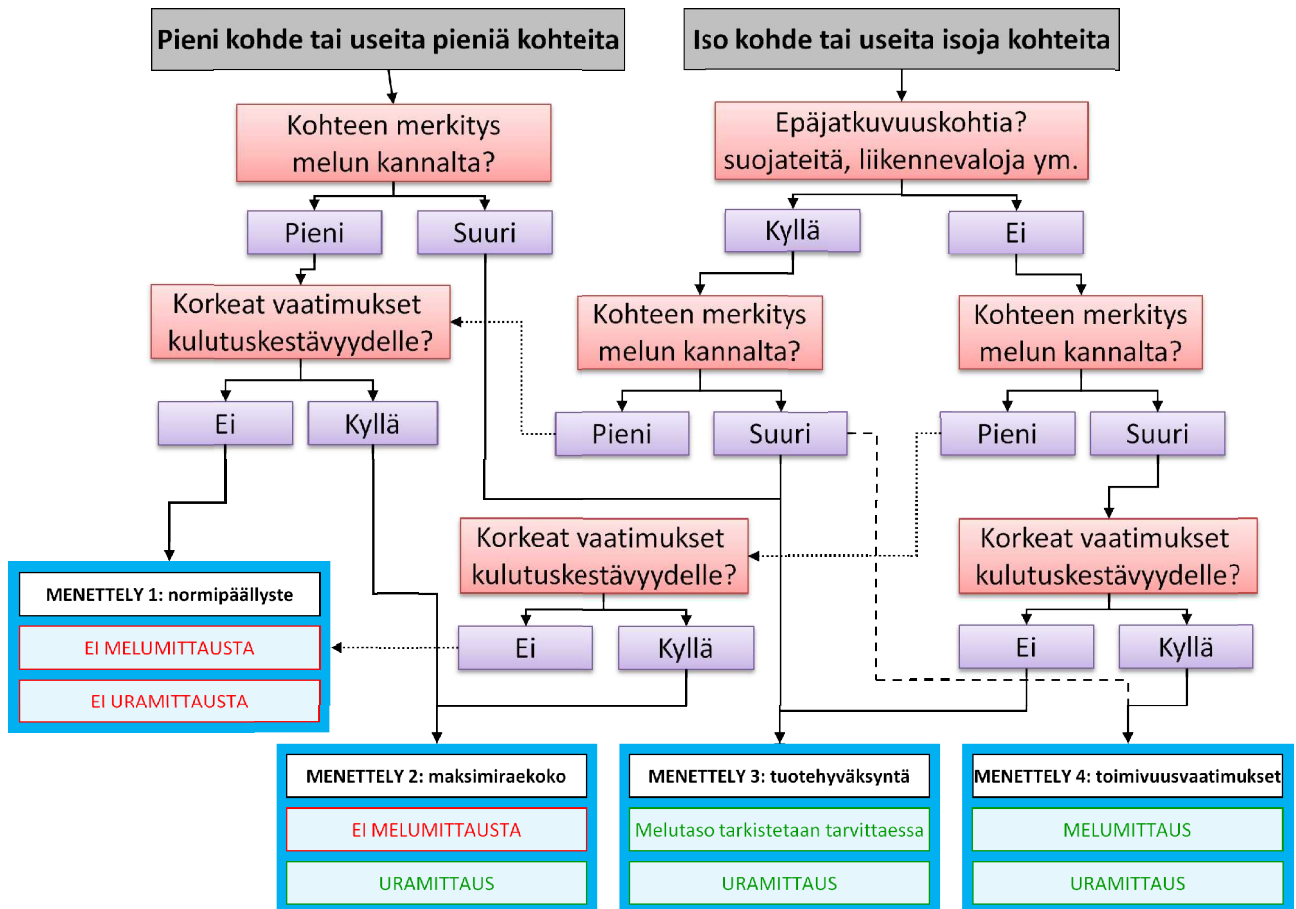 Pieni kohde tai useita pieniä kohteita
Iso kohde tai useita isoja kohteita
Kohteen merkitys
melun kannalta?
Epäjatkuvuuskohtia?
suojateitä, liikennevaloja ym.
Pieni
Suuri
Kyllä
Ei
Korkeat vaatimukset
kulutuskestävyydelle?
Kohteen merkitys
melun kannalta?
Kohteen merkitys
melun kannalta?
Ei
Kyllä
Pieni
Suuri
Pieni
Suuri
Korkeat vaatimukset
kulutuskestävyydelle?
Korkeat vaatimukset
kulutuskestävyydelle?
Ei
Kyllä
Ei
Kyllä
MENETTELY 1: normipäällyste
EI MELUMITTAUSTA
EI URAMITTAUSTA
MENETTELY 2: maksimiraekoko
EI MELUMITTAUSTA
URAMITTAUS
MENETTELY 3: tuotehyväksyntä
Melutaso tarkistetaan tarvittaessa
URAMITTAUS
MENETTELY 4: toimivuusvaatimukset
MELUMITTAUS
URAMITTAUS